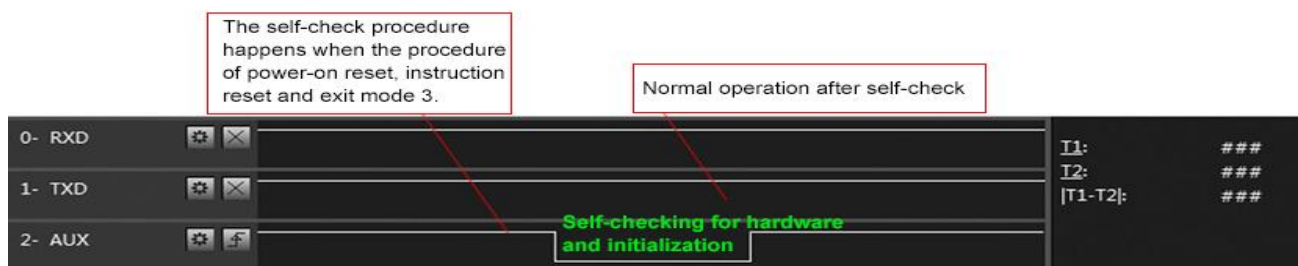 The self-check procedure
happens when the procedure
of power-on reset, instruction
reset and exit mode 3.
Normal operation after self-check
0- RXD
T1: ###
T2: ###
1- TXD
|T1-T2|: ###
Self-checking for hardware
and initialization
2- AUX